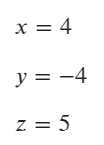 x = 4
y = −4
z = 5